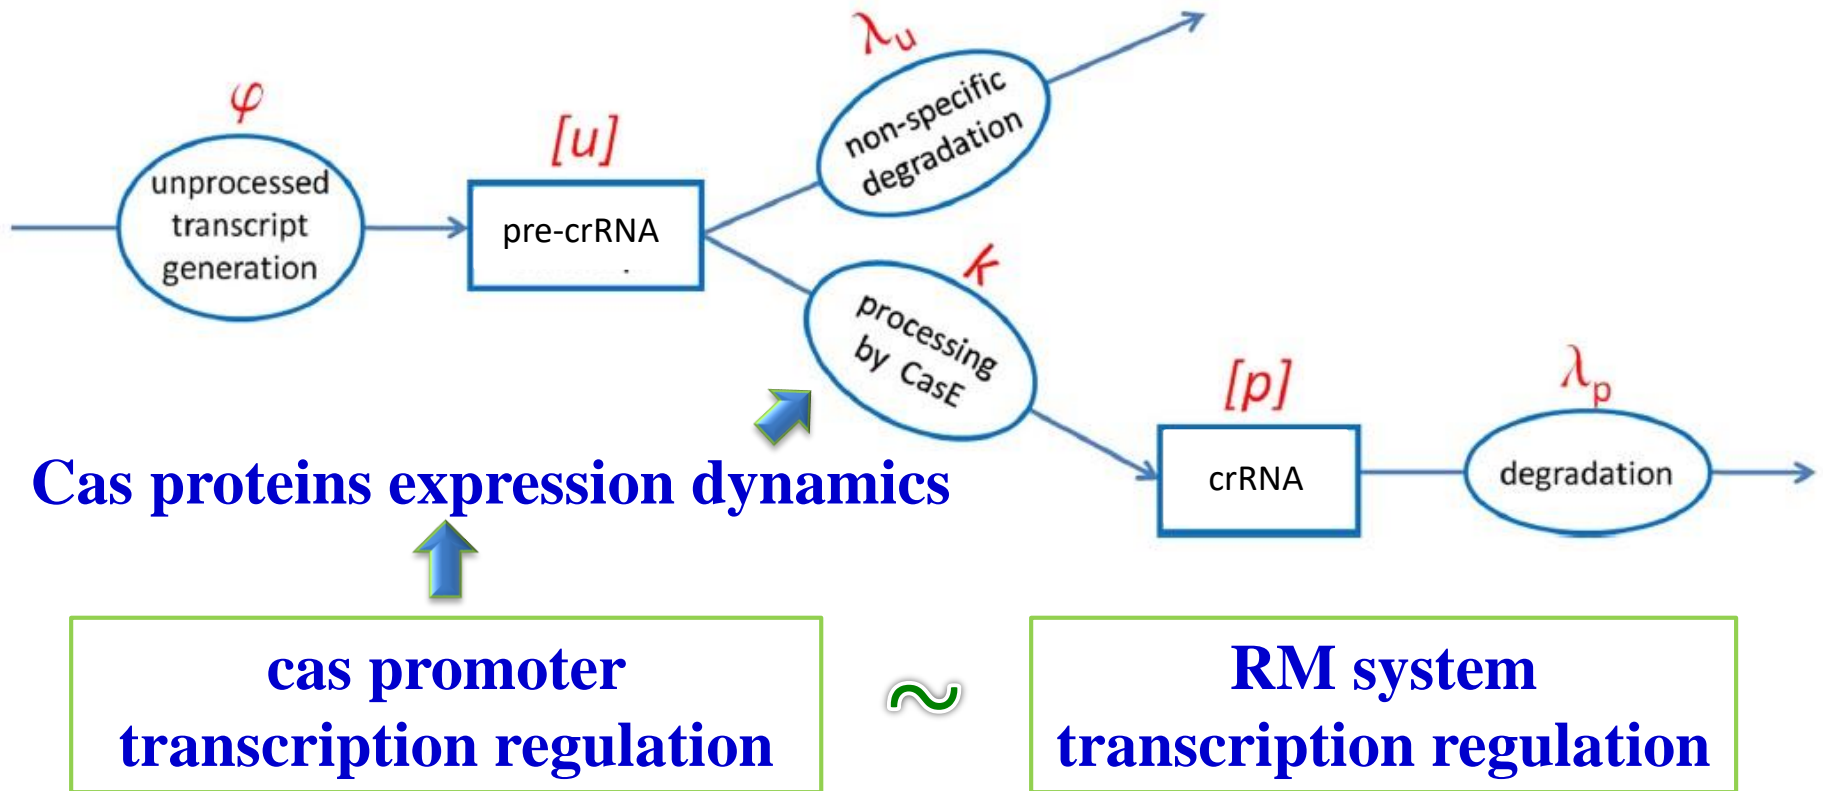 φ
unprocessed
transcript
generation
[u]
pre-crRNA
λu
non-specific
degradation
k
processing
by CasE
[p]
crRNA
λp
degradation
Cas proteins expression dynamics
cas promoter
transcription regulation
~
RM system
transcription regulation